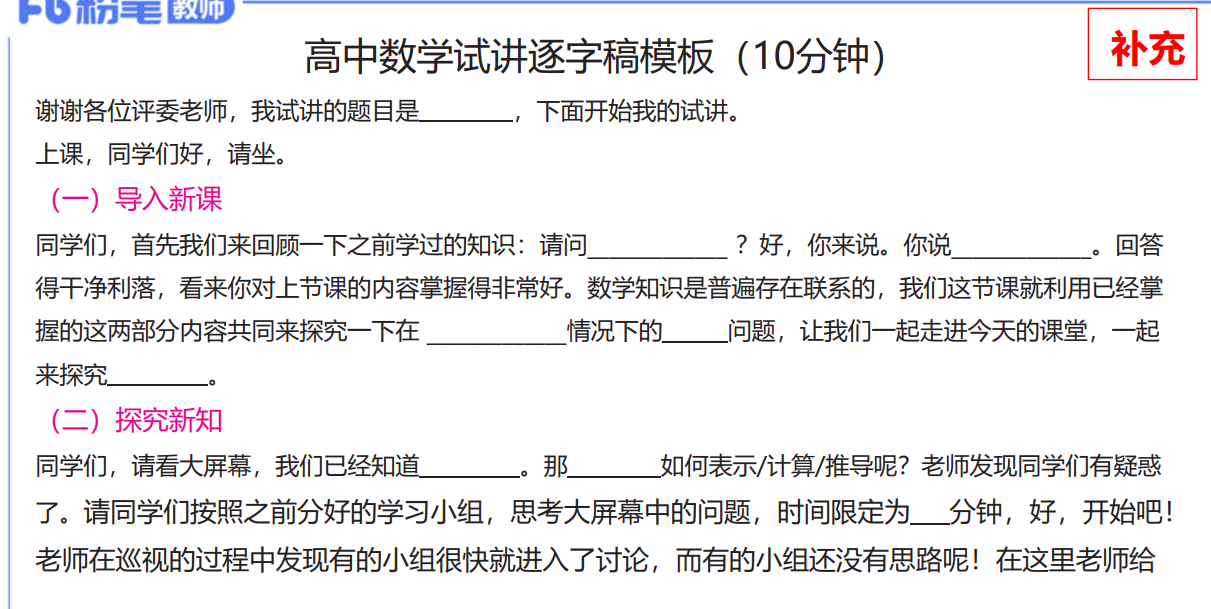 粉笔教师
补充
高中数学试讲逐字稿模板（10分钟）
谢谢各位评委老师，我试讲的题目是_______，下面开始我的试讲。
上课，同学们好，请坐。
（一）导入新课
同学们，首先我们来回顾一下之前学过的知识：请问___________？好，你来说。你说___________。回答
得干净利落，看来你对上节课的内容掌握得非常好。数学知识是普遍存在联系的，我们这节课就利用已经掌
握的这两部分内容共同来探究一下在 ___________情况下的_____问题，让我们一起走进今天的课堂，一起
来探究________。
（二）探究新知
同学们，请看大屏幕，我们已经知道________。那_______如何表示/计算/推导呢？老师发现同学们有疑惑
了。请同学们按照之前分好的学习小组，思考大屏幕中的问题，时间限定为___分钟，好，开始吧！
老师在巡视的过程中发现有的小组很快就进入了讨论，而有的小组还没有思路呢！在这里老师给